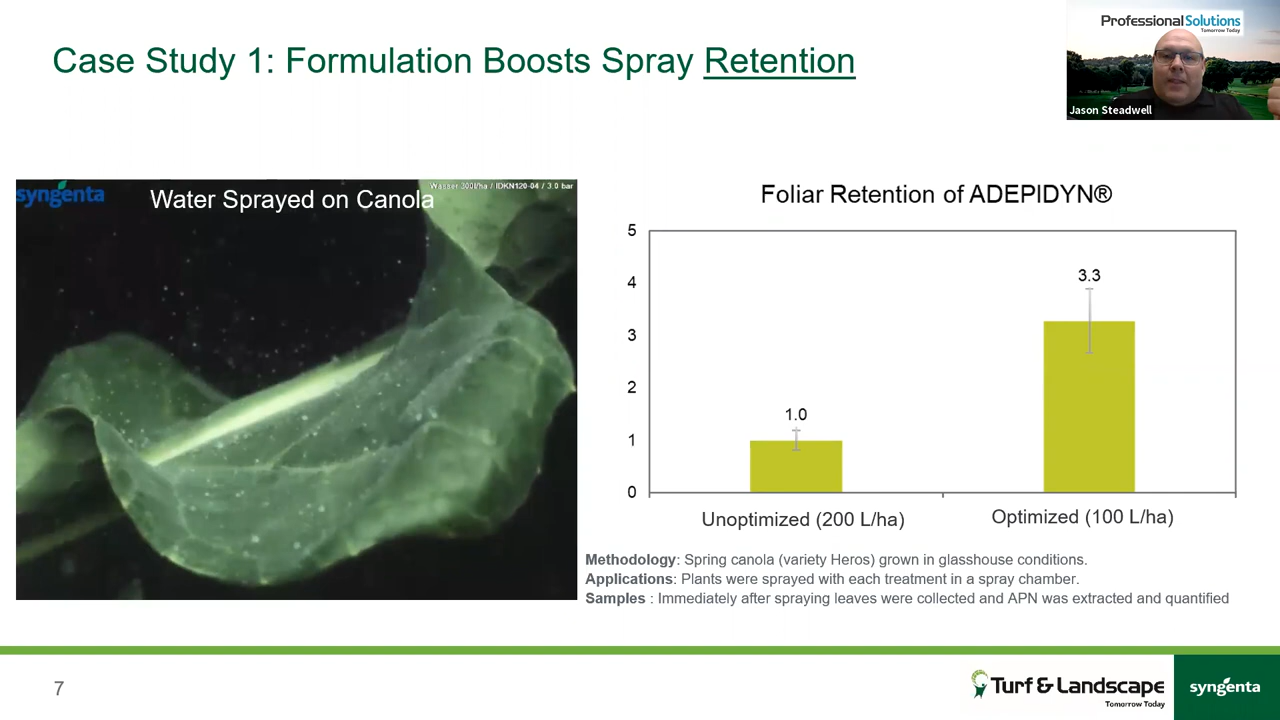 Case Study 1: Formulation Boosts Spray Retention
ProfessionalSolutions
Tomorrow Today
Jason Steadwell
syngenta
Wasser 300l/ha / IDKN120-04 / 3.0 bar
Water Sprayed on Canola
Foliar Retention of ADEPIDYN®
5
4
3
2
1
0
1.0
3.3
Unoptimized (200 L/ha)
Optimized (100 L/ha)
Methodology: Spring canola (variety Heros) grown in glasshouse conditions.
Applications: Plants were sprayed with each treatment in a spray chamber.
Samples : Immediately after spraying leaves were collected and APN was extracted and quantified
7
Turf & Landscape
Tomorrow Today
syngenta